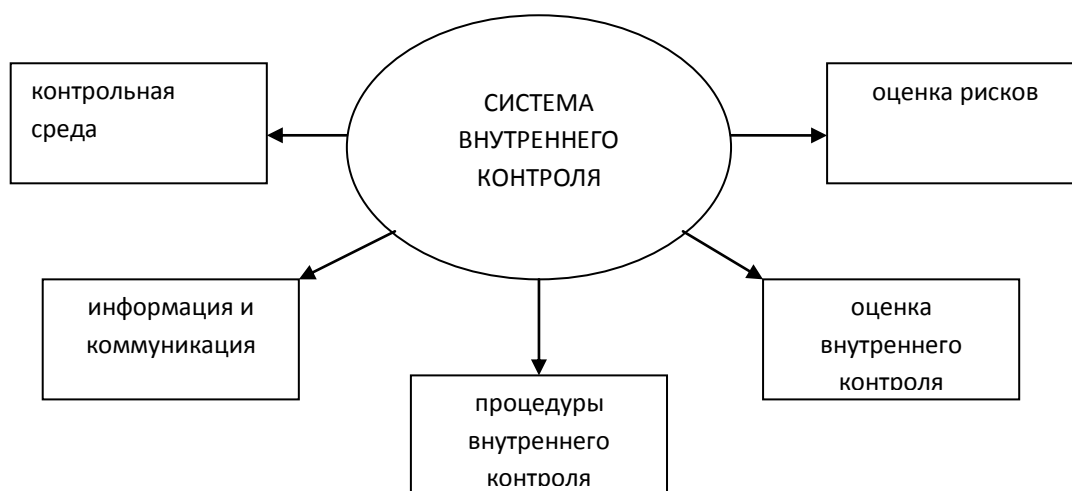 контрольная
среда
СИСТЕМА
ВНУТРЕННЕГО
КОНТРОЛЯ
оценка рисков
информация и
коммуникация
процедуры
внутреннего
контроля
оценка
внутреннего
контроля